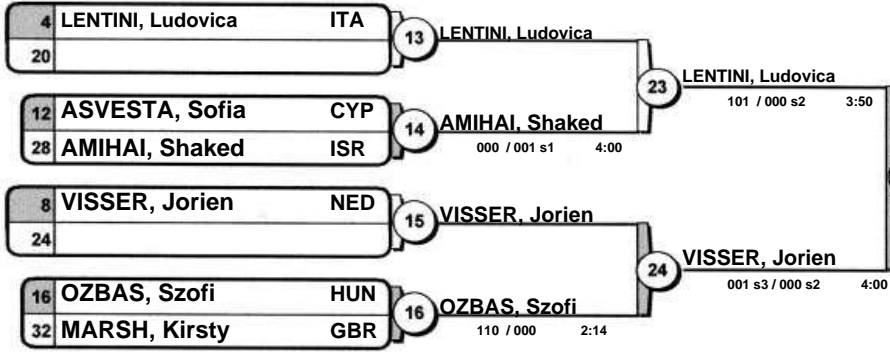 4 LENTINI, Ludovica ITA
20
13 LENTINI, Ludovica
12 ASVESTA, Sofia CYP
28 AMIHAI, Shaked ISR
14 AMIHAI, Shaked
000 / 001 s1 4:00
23 LENTINI, Ludovica
101 / 000 s2 3:50
8 VISSER, Jorien NED
24
15 VISSER, Jorien
16 OZBAS, Szofi HUN
32 MARSH, Kirsty GBR
16 OZBAS, Szofi
110 / 000 2:14
24 VISSER, Jorien
001 s3 / 000 s2 4:00